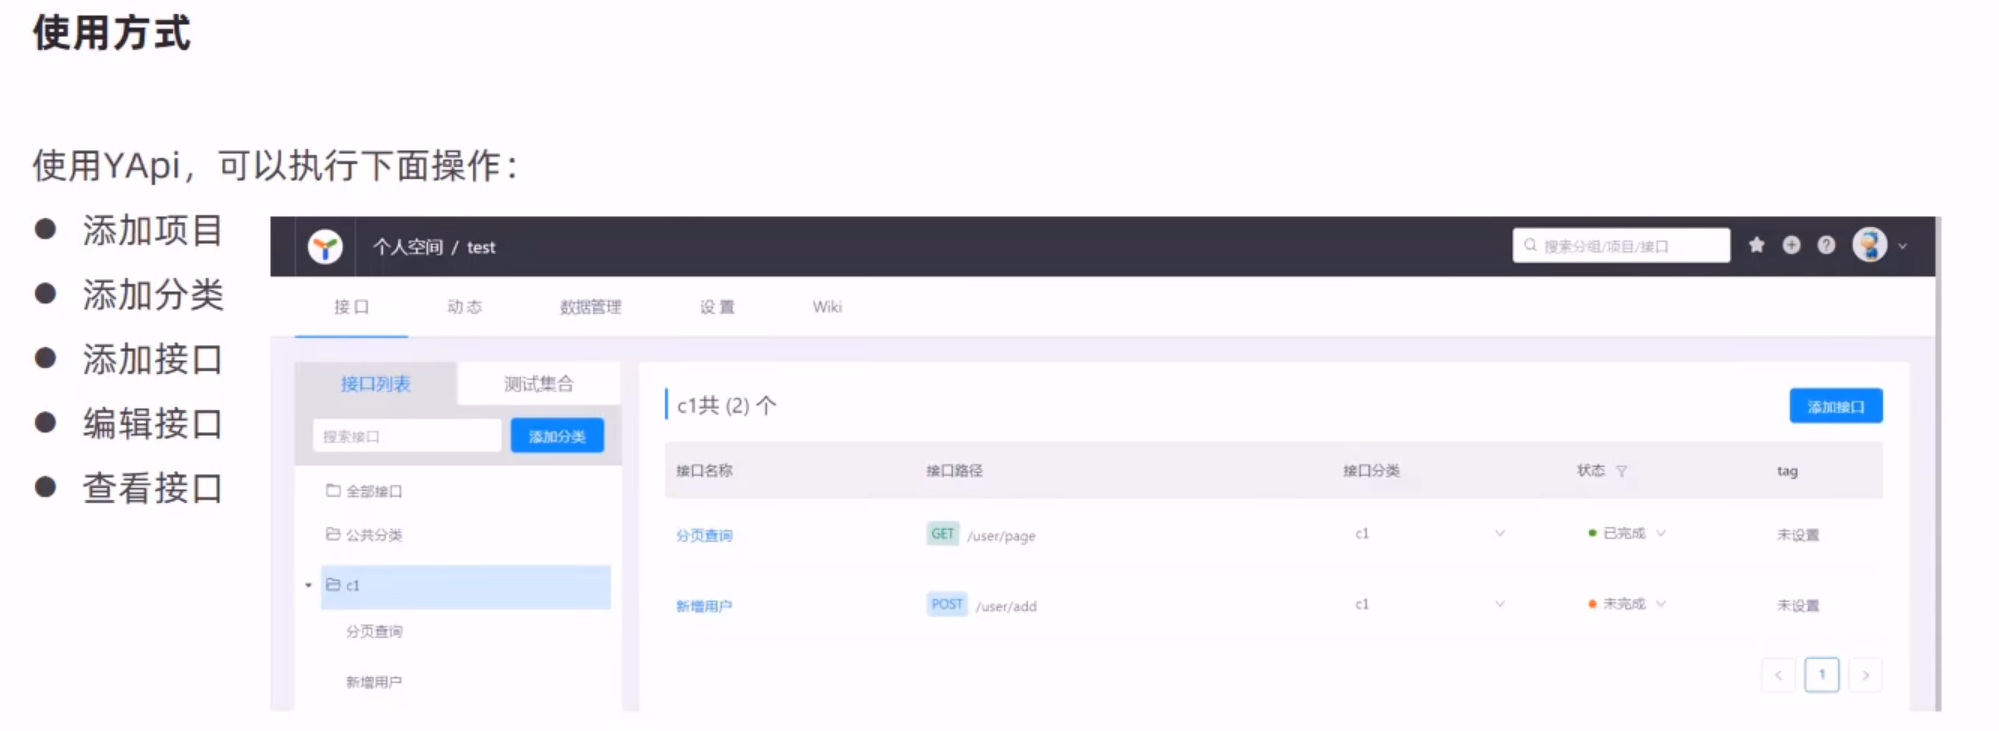 使用方式
使用YApi，可以执行下面操作：
● 添加项目
● 添加分类
● 添加接口
● 编辑接口
● 查看接口
个人空间 / test
搜索分组/项目/接口
接口 动态 数据管理 设置 Wiki
接口列表 测试集合
搜索接口 添加分类
全部接口
公共分类
c1
分页查询
新增用户
c1共 (2) 个
添加接口
接口名称 接口路径 接口分类 状态 tag
分页查询 GET /user/page c1 已完成 未设置
新增用户 POST /user/add c1 未完成 未设置
< 1 >